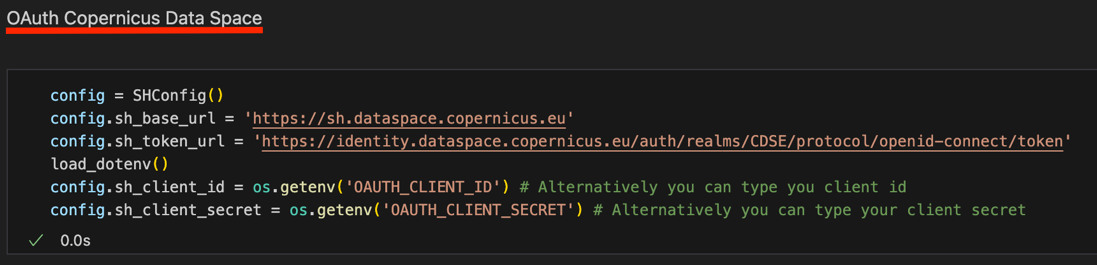 OAuth Copernicus Data Space
config = SHConfig()
config.sh_base_url = 'https://sh.dataspace.copernicus.eu'
config.sh_token_url = 'https://identity.dataspace.copernicus.eu/auth/realms/CDSE/protocol/openid-connect/token'
load_dotenv()
config.sh_client_id = os.getenv('OAUTH_CLIENT_ID') # Alternatively you can type you client id
config.sh_client_secret = os.getenv('OAUTH_CLIENT_SECRET') # Alternatively you can type your client secret
✓ 0.0s